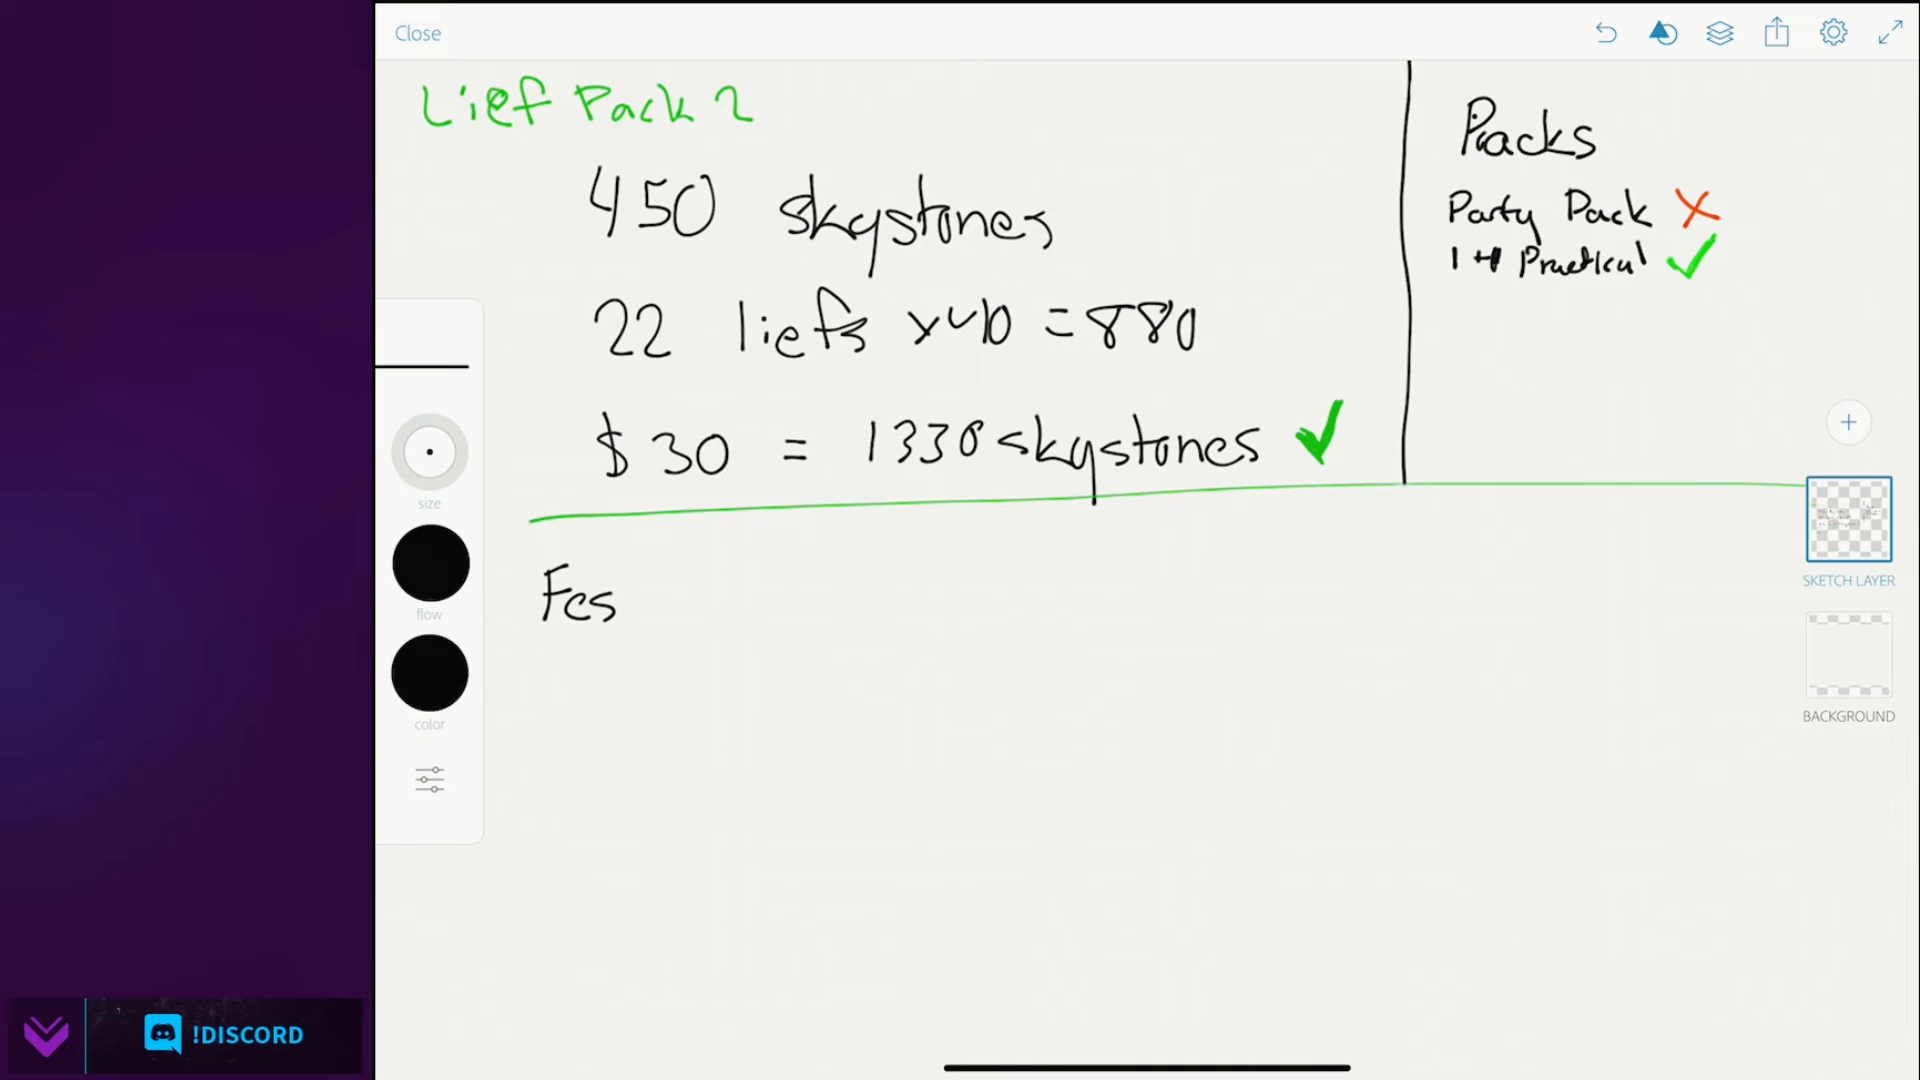 Close
Lief Pack 2
450 skystones
22 liefs x40 = 880
$30 = 1330 skystones ✓
Fes
Packs
Party Pack X
1+1 Practical ✓
size
flow
color
SKETCH LAYER
BACKGROUND
!DISCORD